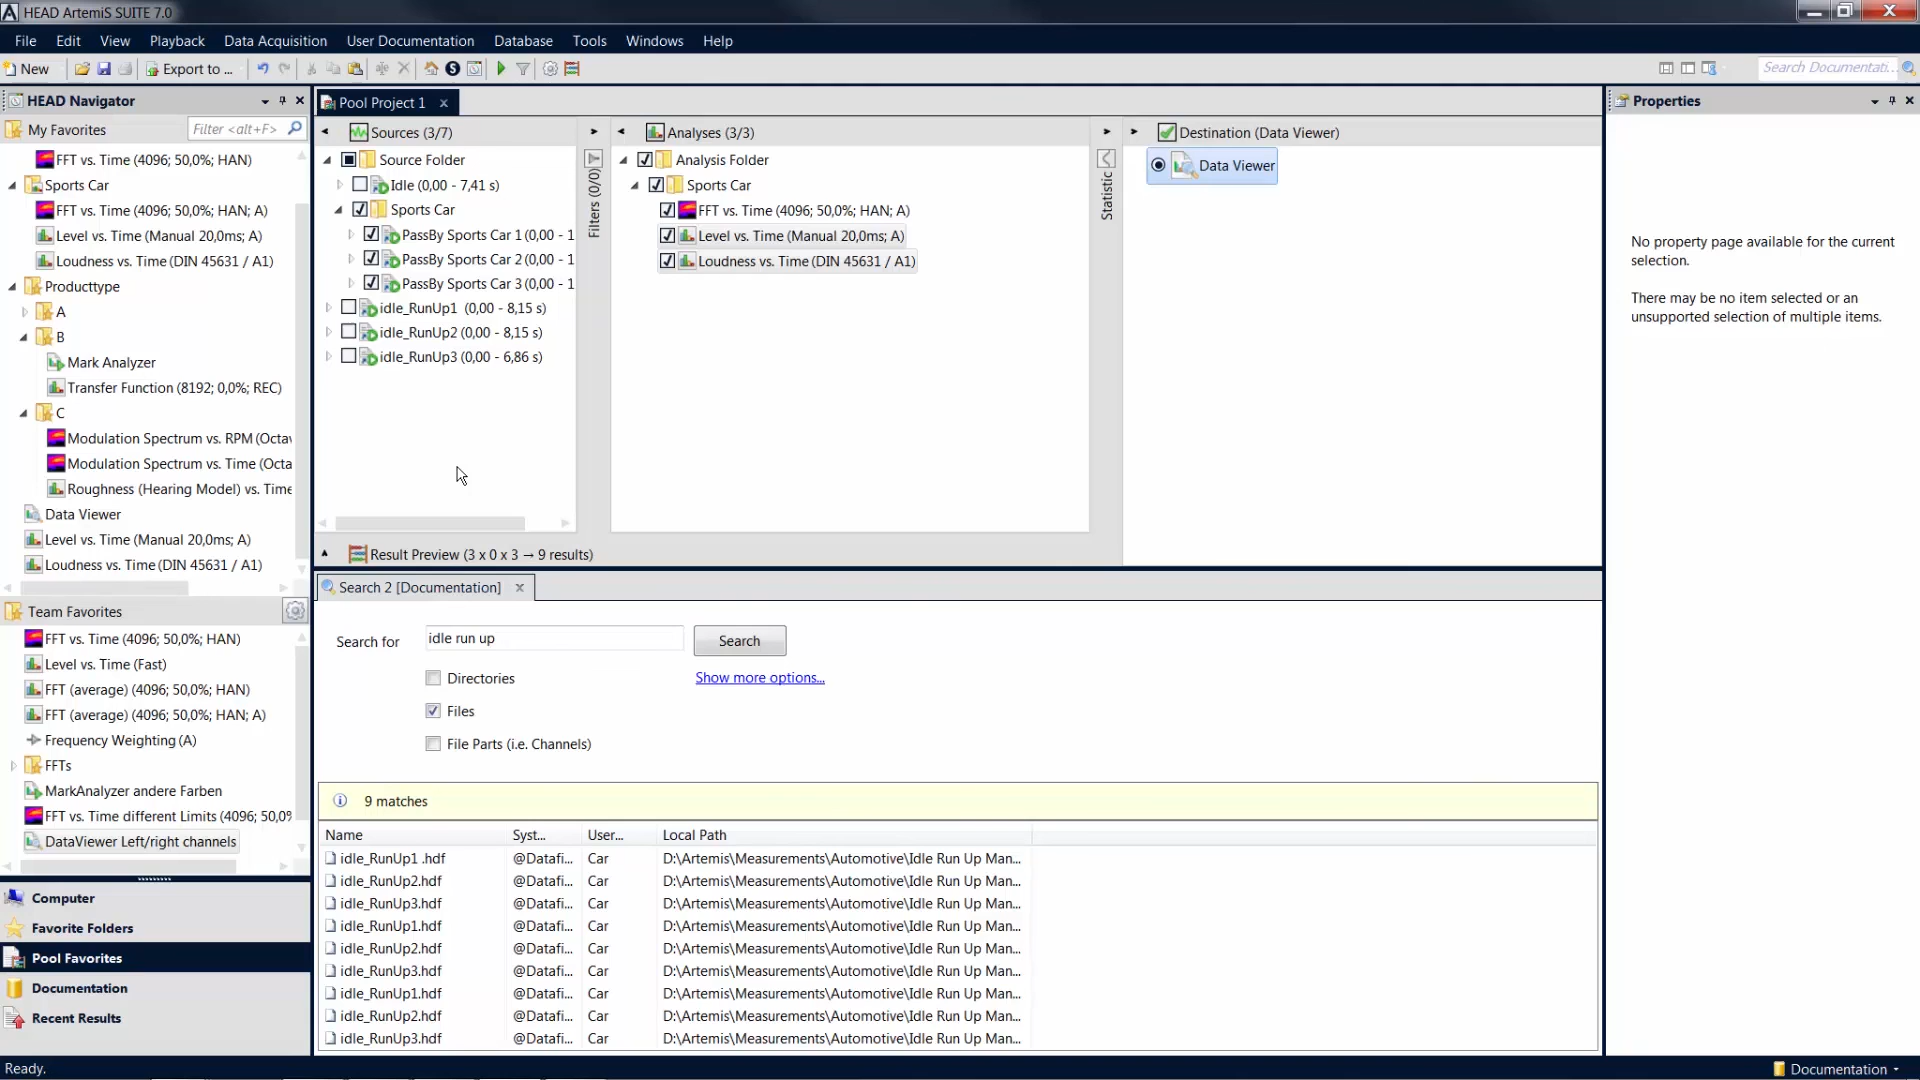 HEAD ArtemiS SUITE 7.0
File Edit View Playback Data Acquisition User Documentation Database Tools Windows Help
New Export to ... Search Documentati...
HEAD Navigator
My Favorites Filter <alt+F>
FFT vs. Time (4096; 50,0%; HAN)
Sports Car
FFT vs. Time (4096; 50,0%; HAN; A)
Level vs. Time (Manual 20,0ms; A)
Loudness vs. Time (DIN 45631 / A1)
Producttype
A
B
Mark Analyzer
Transfer Function (8192; 0,0%; REC)
C
Modulation Spectrum vs. RPM (Octav
Modulation Spectrum vs. Time (Octa
Roughness (Hearing Model) vs. Time
Data Viewer
Level vs. Time (Manual 20,0ms; A)
Loudness vs. Time (DIN 45631 / A1)
Team Favorites
FFT vs. Time (4096; 50,0%; HAN)
Level vs. Time (Fast)
FFT (average) (4096; 50,0%; HAN)
FFT (average) (4096; 50,0%; HAN; A)
Frequency Weighting (A)
FFTs
MarkAnalyzer andere Farben
FFT vs. Time different Limits (4096; 50,0%
DataViewer Left/right channels
Computer
Favorite Folders
Pool Favorites
Documentation
Recent Results
Pool Project 1
Sources (3/7)
Source Folder
Idle (0,00 - 7,41 s)
Sports Car
PassBy Sports Car 1 (0,00 - 1
PassBy Sports Car 2 (0,00 - 1
PassBy Sports Car 3 (0,00 - 1
idle_RunUp1 (0,00 - 8,15 s)
idle_RunUp2 (0,00 - 8,15 s)
idle_RunUp3 (0,00 - 6,86 s)
Filters (0/0)
Analyses (3/3)
Analysis Folder
Sports Car
FFT vs. Time (4096; 50,0%; HAN; A)
Level vs. Time (Manual 20,0ms; A)
Loudness vs. Time (DIN 45631 / A1)
Statistic
Destination (Data Viewer)
Data Viewer
Result Preview (3 x 0 x 3 → 9 results)
Search 2 [Documentation]
Search for idle run up Search
Directories Show more options...
Files
File Parts (i.e. Channels)
9 matches
Name Syst... User... Local Path
idle_RunUp1 .hdf @Datafi... Car D:\Artemis\Measurements\Automotive\Idle Run Up Man...
idle_RunUp2.hdf @Datafi... Car D:\Artemis\Measurements\Automotive\Idle Run Up Man...
idle_RunUp3.hdf @Datafi... Car D:\Artemis\Measurements\Automotive\Idle Run Up Man...
idle_RunUp1.hdf @Datafi... Car D:\Artemis\Measurements\Automotive\Idle Run Up Man...
idle_RunUp2.hdf @Datafi... Car D:\Artemis\Measurements\Automotive\Idle Run Up Man...
idle_RunUp3.hdf @Datafi... Car D:\Artemis\Measurements\Automotive\Idle Run Up Man...
idle_RunUp1.hdf @Datafi... Car D:\Artemis\Measurements\Automotive\Idle Run Up Man...
idle_RunUp2.hdf @Datafi... Car D:\Artemis\Measurements\Automotive\Idle Run Up Man...
idle_RunUp3.hdf @Datafi... Car D:\Artemis\Measurements\Automotive\Idle Run Up Man...
Properties
No property page available for the current
selection.
There may be no item selected or an
unsupported selection of multiple items.
Ready.
Documentation